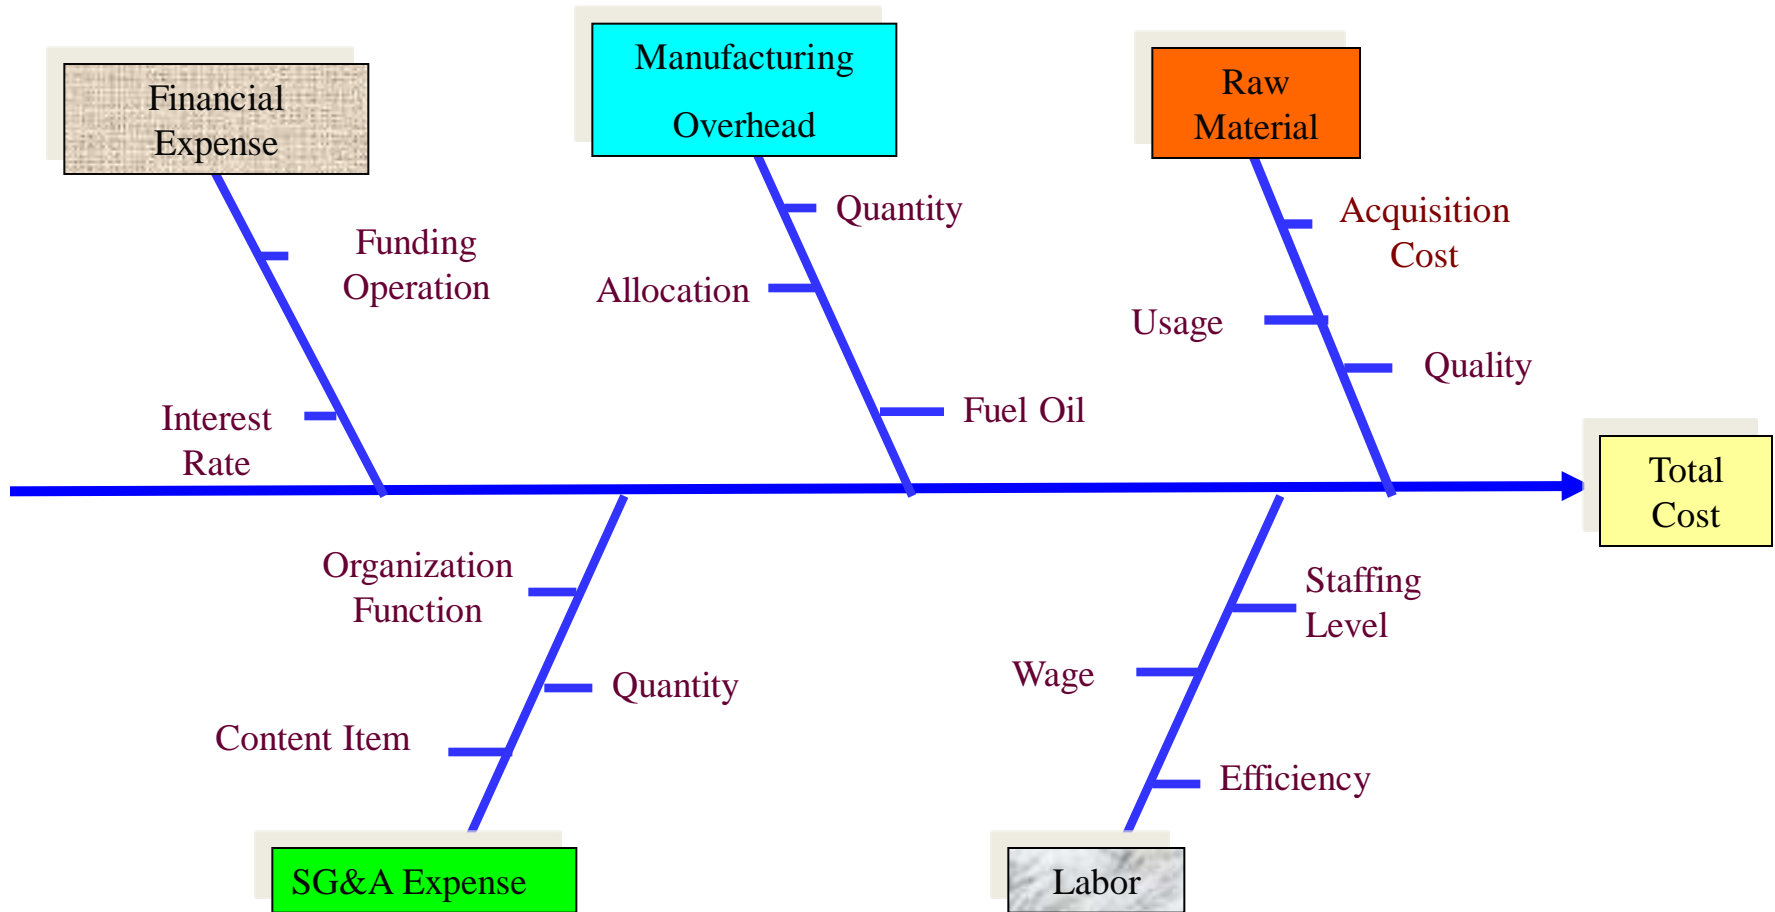 Financial
Expense
Manufacturing
Overhead
Raw
Material
Funding
Operation
Interest
Rate
Quantity
Allocation
Fuel Oil
Acquisition
Cost
Usage
Quality
Total
Cost
Organization
Function
Quantity
Content Item
SG&A Expense
Staffing
Level
Wage
Efficiency
Labor